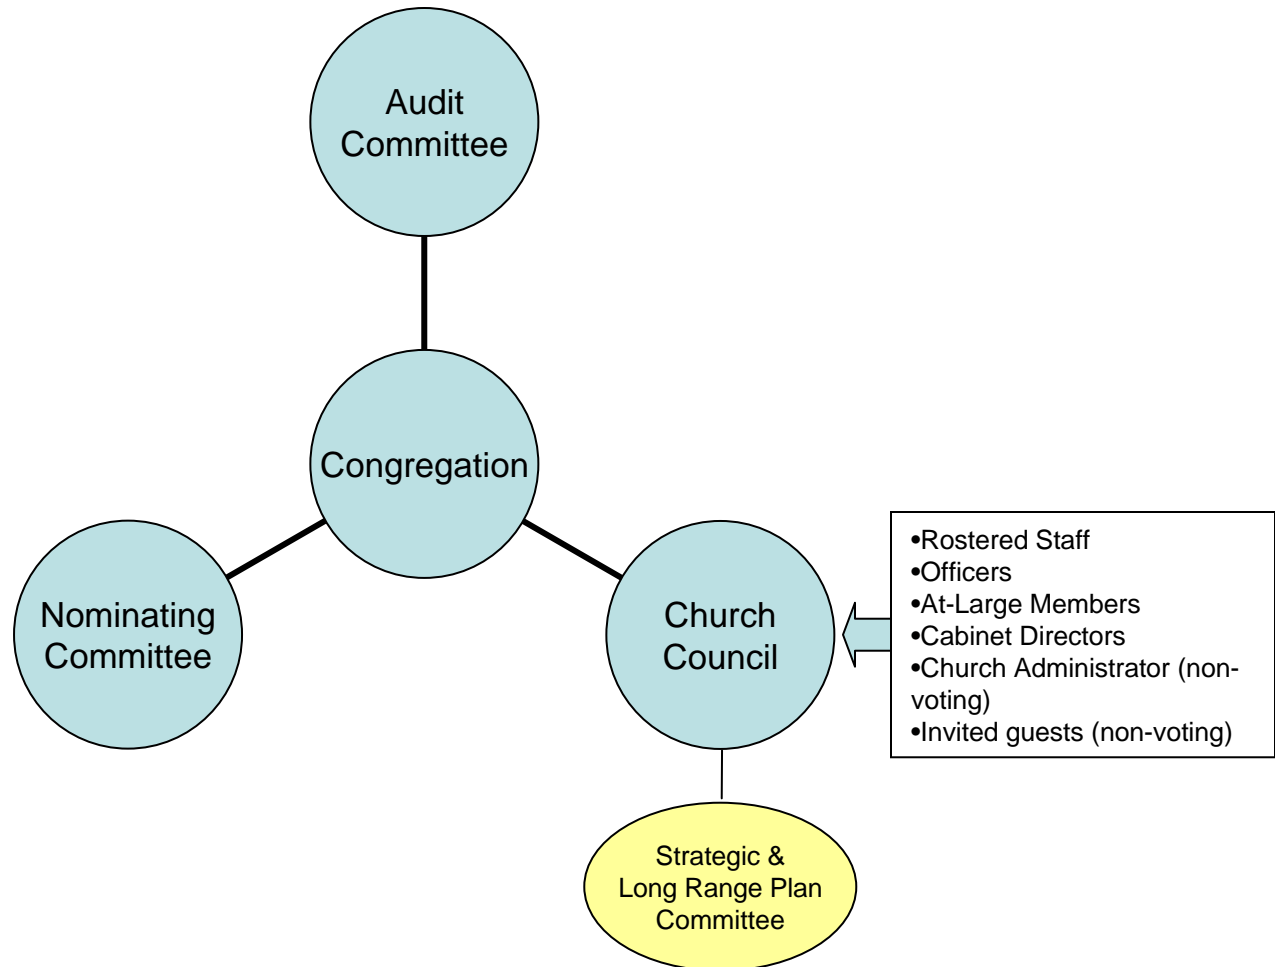 Audit
Committee
Congregation
Nominating
Committee
Church
Council
•Rostered Staff
•Officers
•At-Large Members
•Cabinet Directors
•Church Administrator (non-
voting)
•Invited guests (non-voting)
Strategic &
Long Range Plan
Committee